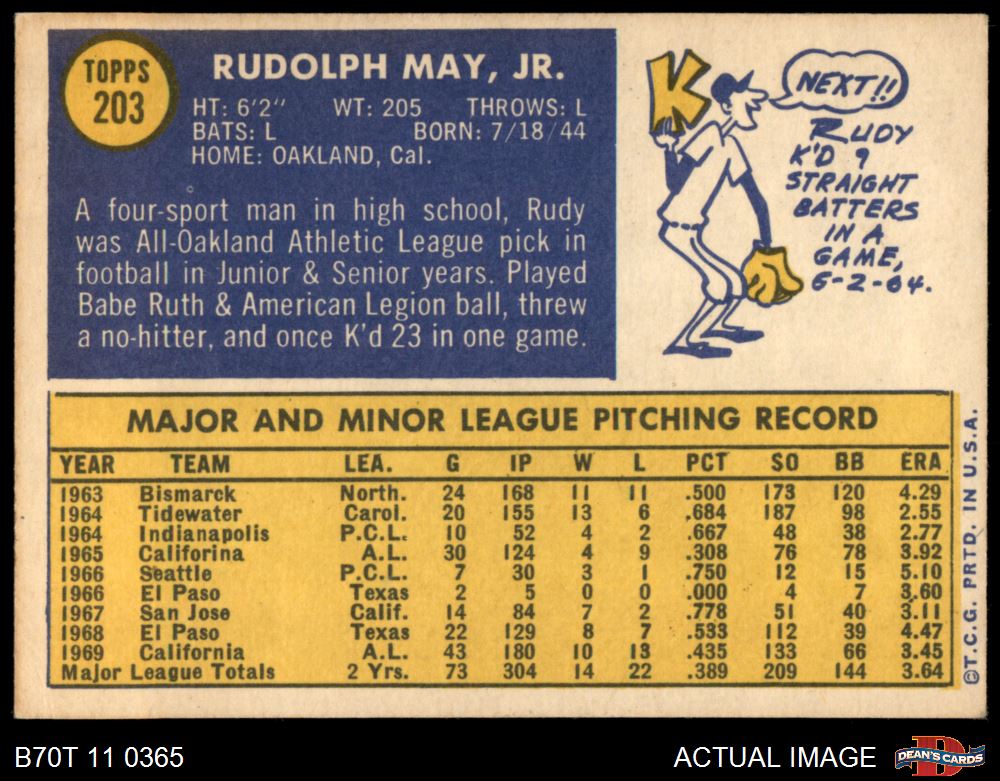 TOPPS
203
RUDOLPH MAY, JR.
HT: 6'2" WT: 205 THROWS: L
BATS: L BORN: 7/18/44
HOME: OAKLAND, Cal.
A four-sport man in high school, Rudy
was All-Oakland Athletic League pick in
football in Junior & Senior years. Played
Babe Ruth & American Legion ball, threw
a no-hitter, and once K'd 23 in one game.
K
NEXT!!
RUDY
K'D 9
STRAIGHT
BATTERS
IN A
GAME,
6-2-64.
MAJOR AND MINOR LEAGUE PITCHING RECORD
YEAR TEAM LEA. G IP W L PCT SO BB ERA
1963 Bismarck North. 24 168 11 11 .500 173 120 4.29
1964 Tidewater Carol. 20 155 13 6 .684 187 98 2.55
1964 Indianapolis P.C.L. 10 52 4 2 .667 48 38 2.77
1965 Califorina A.L. 30 124 4 9 .308 76 78 3.92
1966 Seattle P.C.L. 7 30 3 1 .750 12 15 5.10
1966 El Paso Texas 2 5 0 0 .000 4 7 3.60
1967 San Jose Calif. 14 84 7 2 .778 51 40 3.11
1968 El Paso Texas 22 129 8 7 .533 112 39 4.47
1969 California A.L. 43 180 10 13 .435 133 66 3.45
Major League Totals 2 Yrs. 73 304 14 22 .389 209 144 3.64
©T.C.G. PRTD. IN U.S.A.
B70T 11 0365
ACTUAL IMAGE
D
DEAN'S CARDS